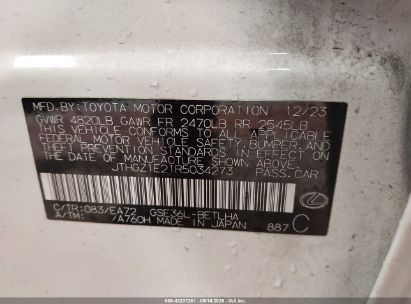 MFD.BY:TOYOTA MOTOR CORPORATION 12/23
GVWR 4820LB GAWR FR 2470LB RR 2545LB
THIS VEHICLE CONFORMS TO ALL APPLICABLE
FEDERAL MOTOR VEHICLE SAFETY AND
THEFT PREVENTION STANDARDS IN EFFECT ON
THE DATE OF MANUFACTURE SHOWN ABOVE.
JTHGZ1E21R5034273 PASS.CAR
C/TR:083/EA72 GSE36L-BETLHA
A/TM: /A760H MADE IN JAPAN 887 C